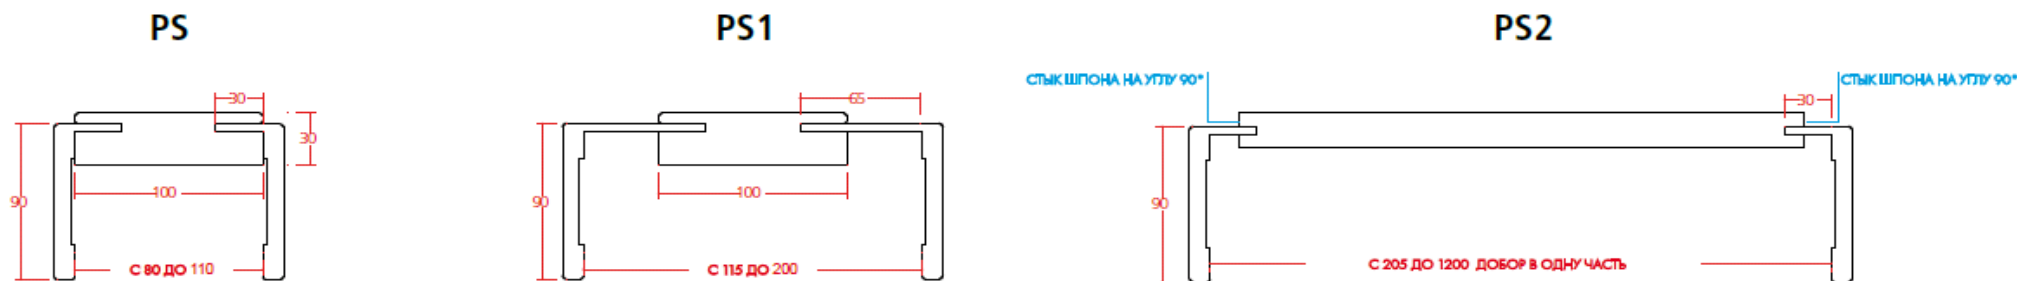 PS
PS1
PS2
СТЫК ШПОНА НА УГЛУ 90°
СТЫК ШПОНА НА УГЛУ 90°
30
65
30
30
90
100
90
100
90
С 80 ДО 110
С 115 ДО 200
С 205 ДО 1200 ДОБОР В ОДНУ ЧАСТЬ